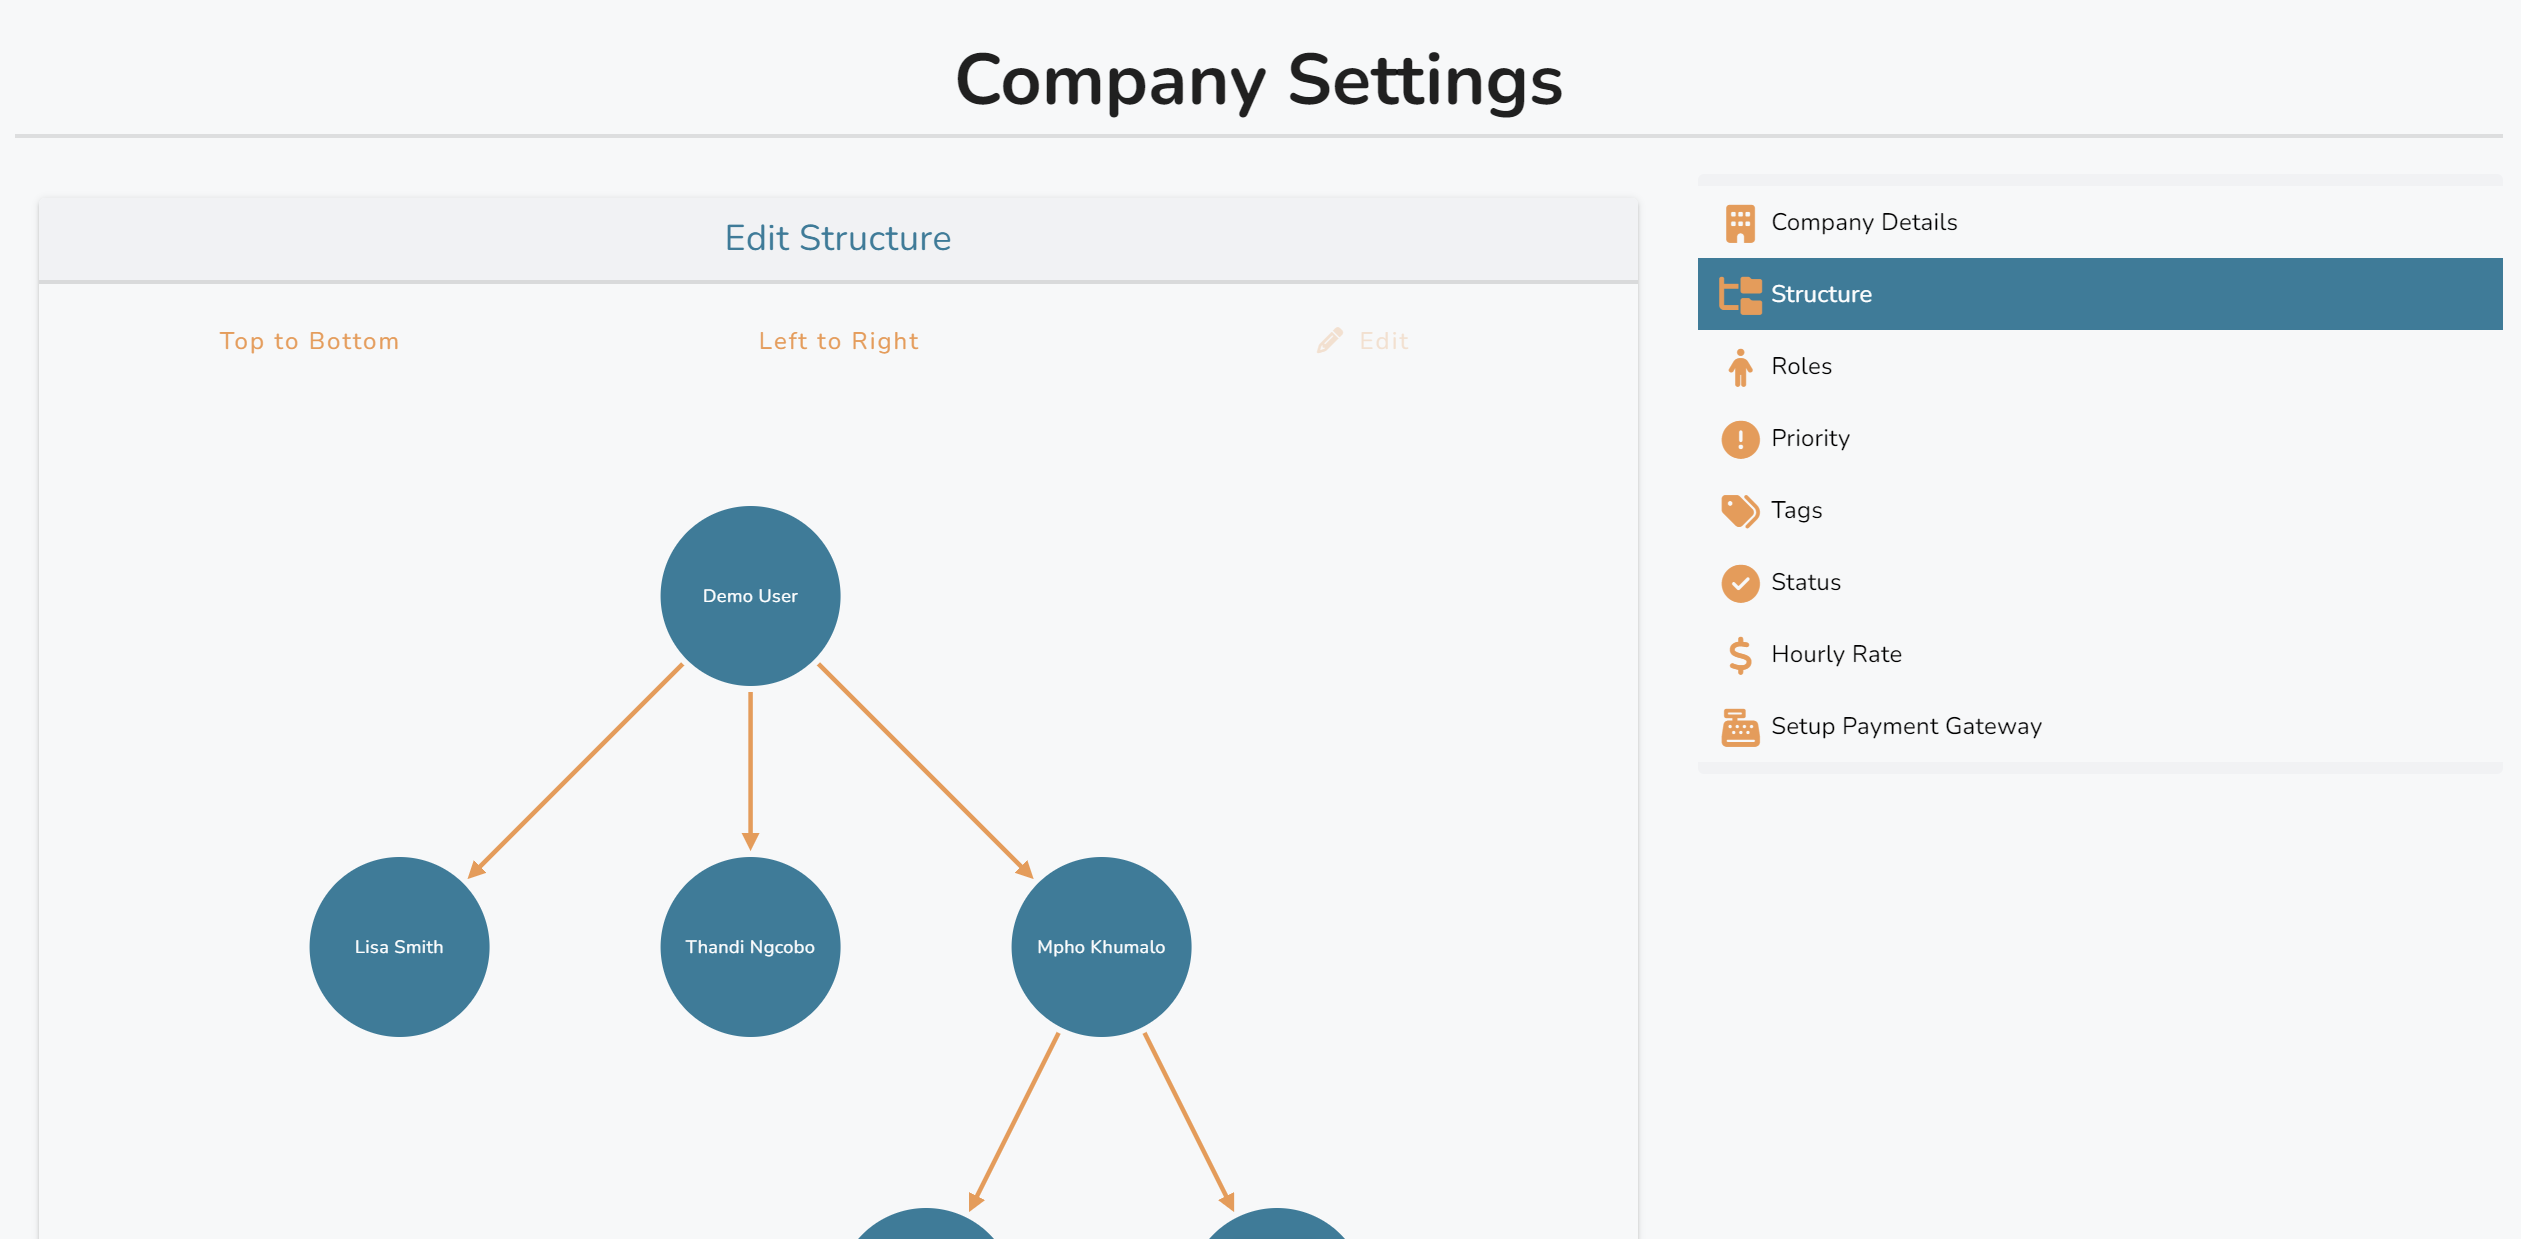 Company Settings
Edit Structure
Top to Bottom
Left to Right
Edit
Demo User
Lisa Smith
Thandi Ngcobo
Mpho Khumalo
Company Details
Structure
Roles
Priority
Tags
Status
Hourly Rate
Setup Payment Gateway